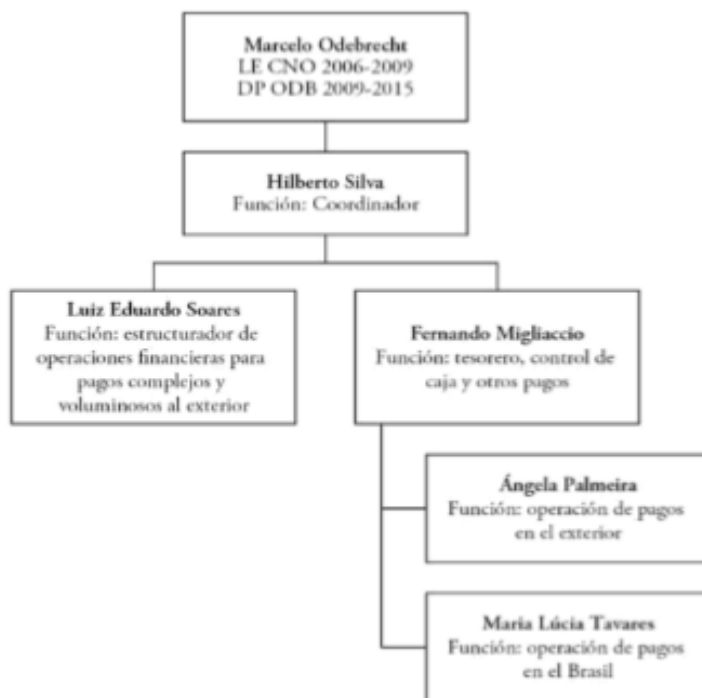 Marcelo Odebrecht
LE CNO 2006-2009
DP ODB 2009-2015
Hilberto Silva
Función: Coordinador
Luiz Eduardo Soares
Función: estructurador de
operaciones financieras para
pagos complejos y
voluminosos al exterior
Fernando Migliaccio
Función: tesorero, control de
caja y otros pagos
Ángela Palmeira
Función: operación de pagos
en el exterior
Maria Lúcia Tavares
Función: operación de pagos
en el Brasil